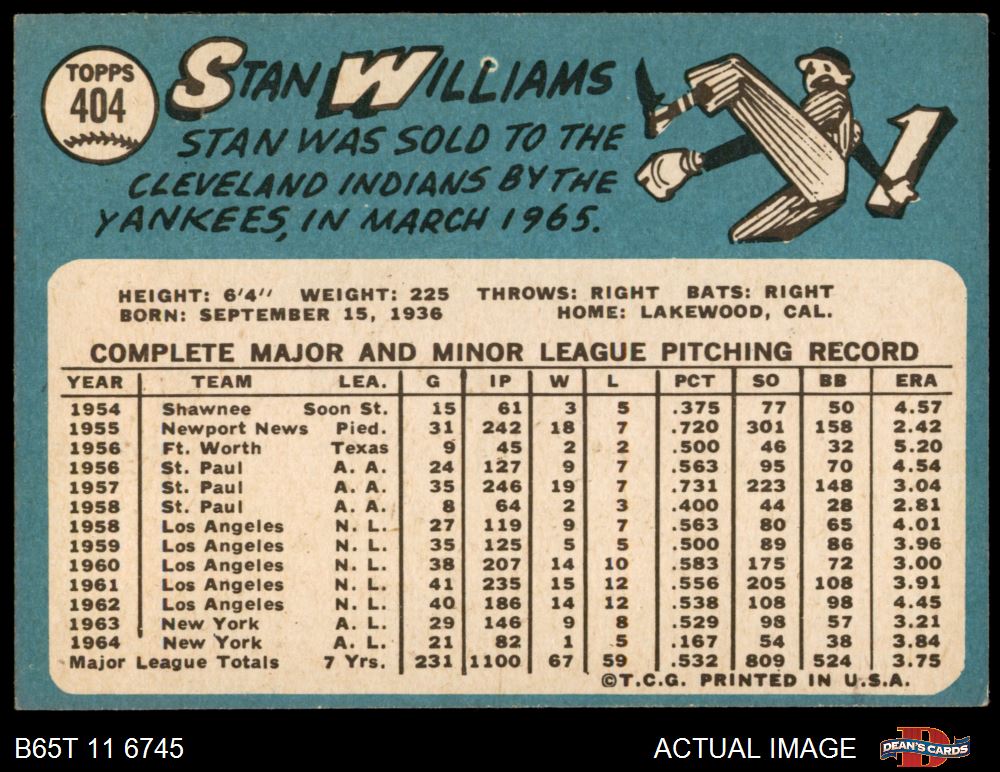 TOPPS
404
STAN WILLIAMS
STAN WAS SOLD TO THE
CLEVELAND INDIANS BY THE
YANKEES, IN MARCH 1965.
1
HEIGHT: 6'4" WEIGHT: 225 THROWS: RIGHT BATS: RIGHT
BORN: SEPTEMBER 15, 1936 HOME: LAKEWOOD, CAL.
COMPLETE MAJOR AND MINOR LEAGUE PITCHING RECORD
YEAR TEAM LEA. G IP W L PCT SO BB ERA
1954 Shawnee Soon St. 15 61 3 5 .375 77 50 4.57
1955 Newport News Pied. 31 242 18 7 .720 301 158 2.42
1956 Ft. Worth Texas 9 45 2 2 .500 46 32 5.20
1956 St. Paul A. A. 24 127 9 7 .563 95 70 4.54
1957 St. Paul A. A. 35 246 19 7 .731 223 148 3.04
1958 St. Paul A. A. 8 64 2 3 .400 44 28 2.81
1958 Los Angeles N. L. 27 119 9 7 .563 80 65 4.01
1959 Los Angeles N. L. 35 125 5 5 .500 89 86 3.96
1960 Los Angeles N. L. 38 207 14 10 .583 175 72 3.00
1961 Los Angeles N. L. 41 235 15 12 .556 205 108 3.91
1962 Los Angeles N. L. 40 186 14 12 .538 108 98 4.45
1963 New York A. L. 29 146 9 8 .529 98 57 3.21
1964 New York A. L. 21 82 1 5 .167 54 38 3.84
Major League Totals 7 Yrs. 231 1100 67 59 .532 809 524 3.75
©T.C.G. PRINTED IN U.S.A.
B65T 11 6745 ACTUAL IMAGE D DEAN'S CARDS